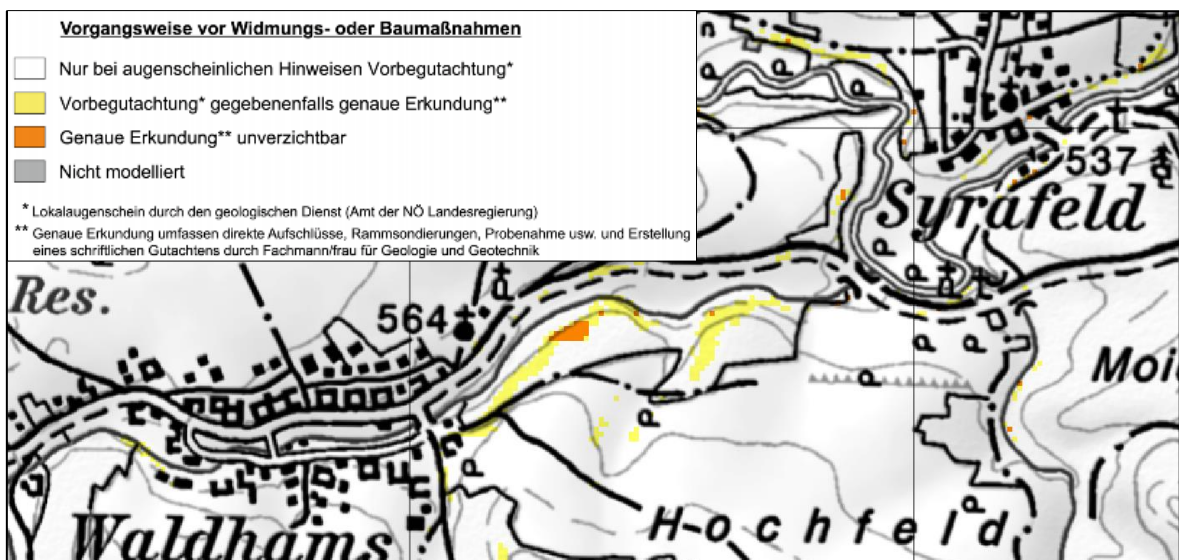 Vorgangsweise vor Widmungs- oder Baumaßnahmen
Nur bei augenscheinlichen Hinweisen Vorbegutachtung*
Vorbegutachtung* gegebenenfalls genaue Erkundung**
Genaue Erkundung** unverzichtbar
Nicht modelliert
* Lokalaugenschein durch den geologischen Dienst (Amt der NÖ Landesregierung)
** Genaue Erkundung umfassen direkte Aufschlüsse, Rammsondierungen, Probenahme usw. und Erstellung
eines schriftlichen Gutachtens durch Fachmann/frau für Geologie und Geotechnik
537
Syrafeld
Res.
564
Waldhams
Hochfeld